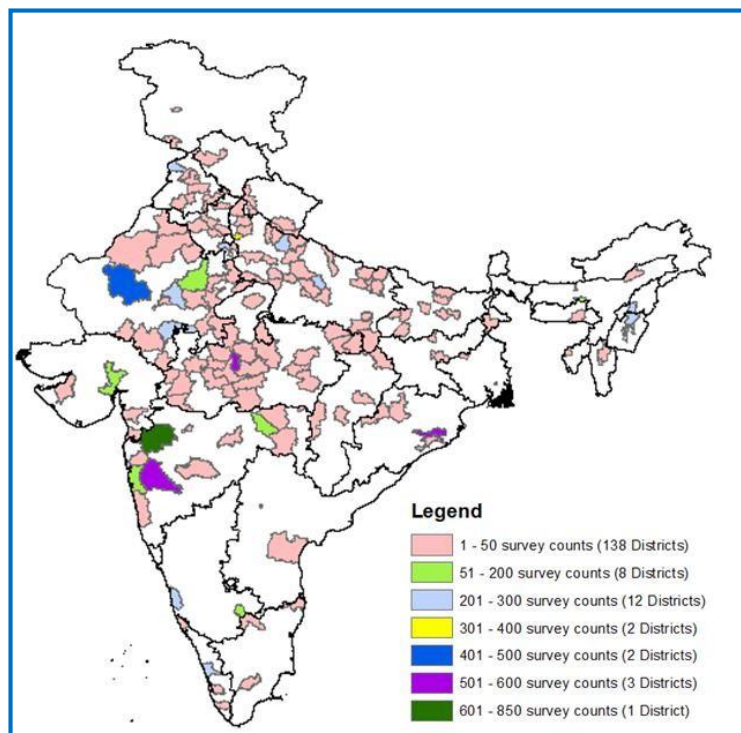 Legend
1 - 50 survey counts (138 Districts)
51 - 200 survey counts (8 Districts)
201 - 300 survey counts (12 Districts)
301 - 400 survey counts (2 Districts)
401 - 500 survey counts (2 Districts)
501 - 600 survey counts (3 Districts)
601 - 850 survey counts (1 District)